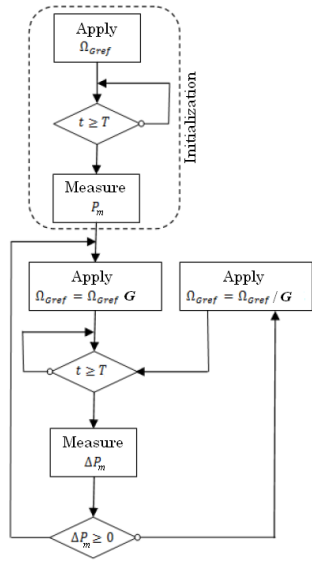 Apply
Ω_Gref
t ≥ T
Measure
P_m
Initialization
Apply
Ω_Gref = Ω_Gref G
Apply
Ω_Gref = Ω_Gref / G
t ≥ T
Measure
ΔP_m
ΔP_m ≥ 0